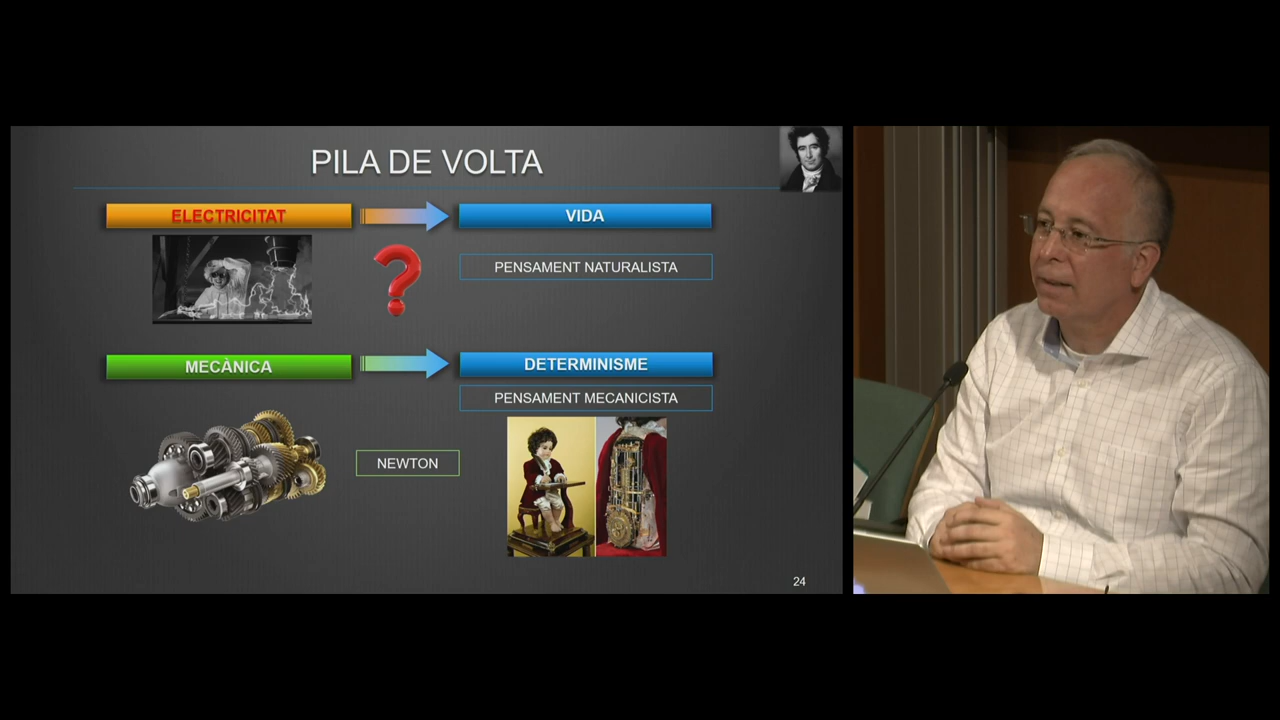 PILA DE VOLTA
ELECTRICITAT
VIDA
PENSAMENT NATURALISTA
MECÀNICA
DETERMINISME
PENSAMENT MECANICISTA
NEWTON
24